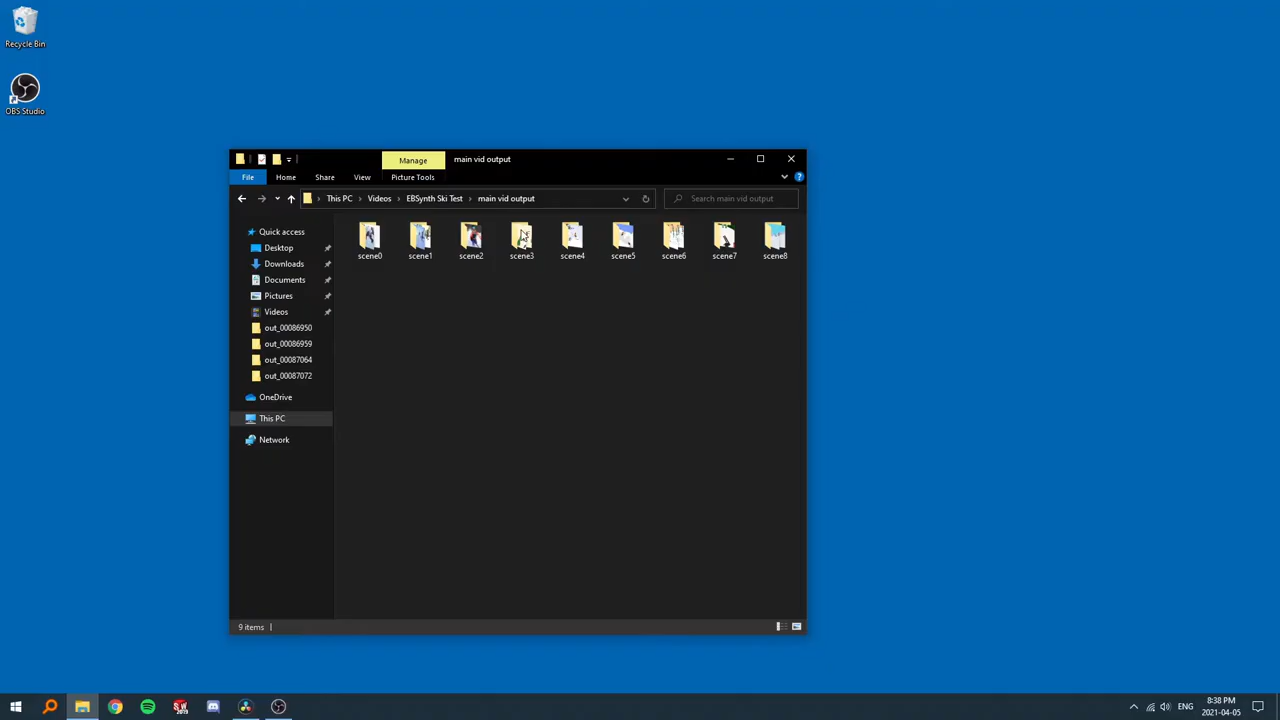 Recycle Bin
OBS Studio
Manage
main vid output
File
Home
Share
View
Picture Tools
This PC
Videos
EBSynth Ski Test
main vid output
Search main vid output
Quick access
Desktop
Downloads
Documents
Pictures
Videos
out_00086950
out_00086959
out_00087064
out_00087072
OneDrive
This PC
Network
scene0
scene1
scene2
scene3
scene4
scene5
scene6
scene7
scene8
9 items
SW
2019
ENG
8:38 PM
2021-04-05